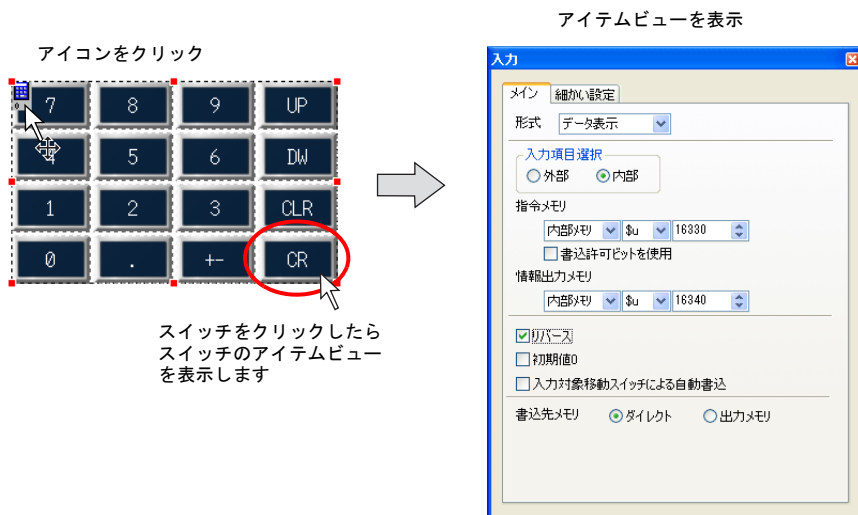 アイテムビューを表示
アイコンをクリック
7 8 9 UP
4 5 6 DW
1 2 3 CLR
0 . +- CR
スイッチをクリックしたら
スイッチのアイテムビュー
を表示します
入力
メイン 細かい設定
形式 データ表示
入力項目選択
外部 内部
指令メモリ
内部メモリ $u 16330
書込許可ビットを使用
情報出力メモリ
内部メモリ $u 16340
リバース
初期値0
入力対象移動スイッチによる自動書込
書込先メモリ ダイレクト 出力メモリ